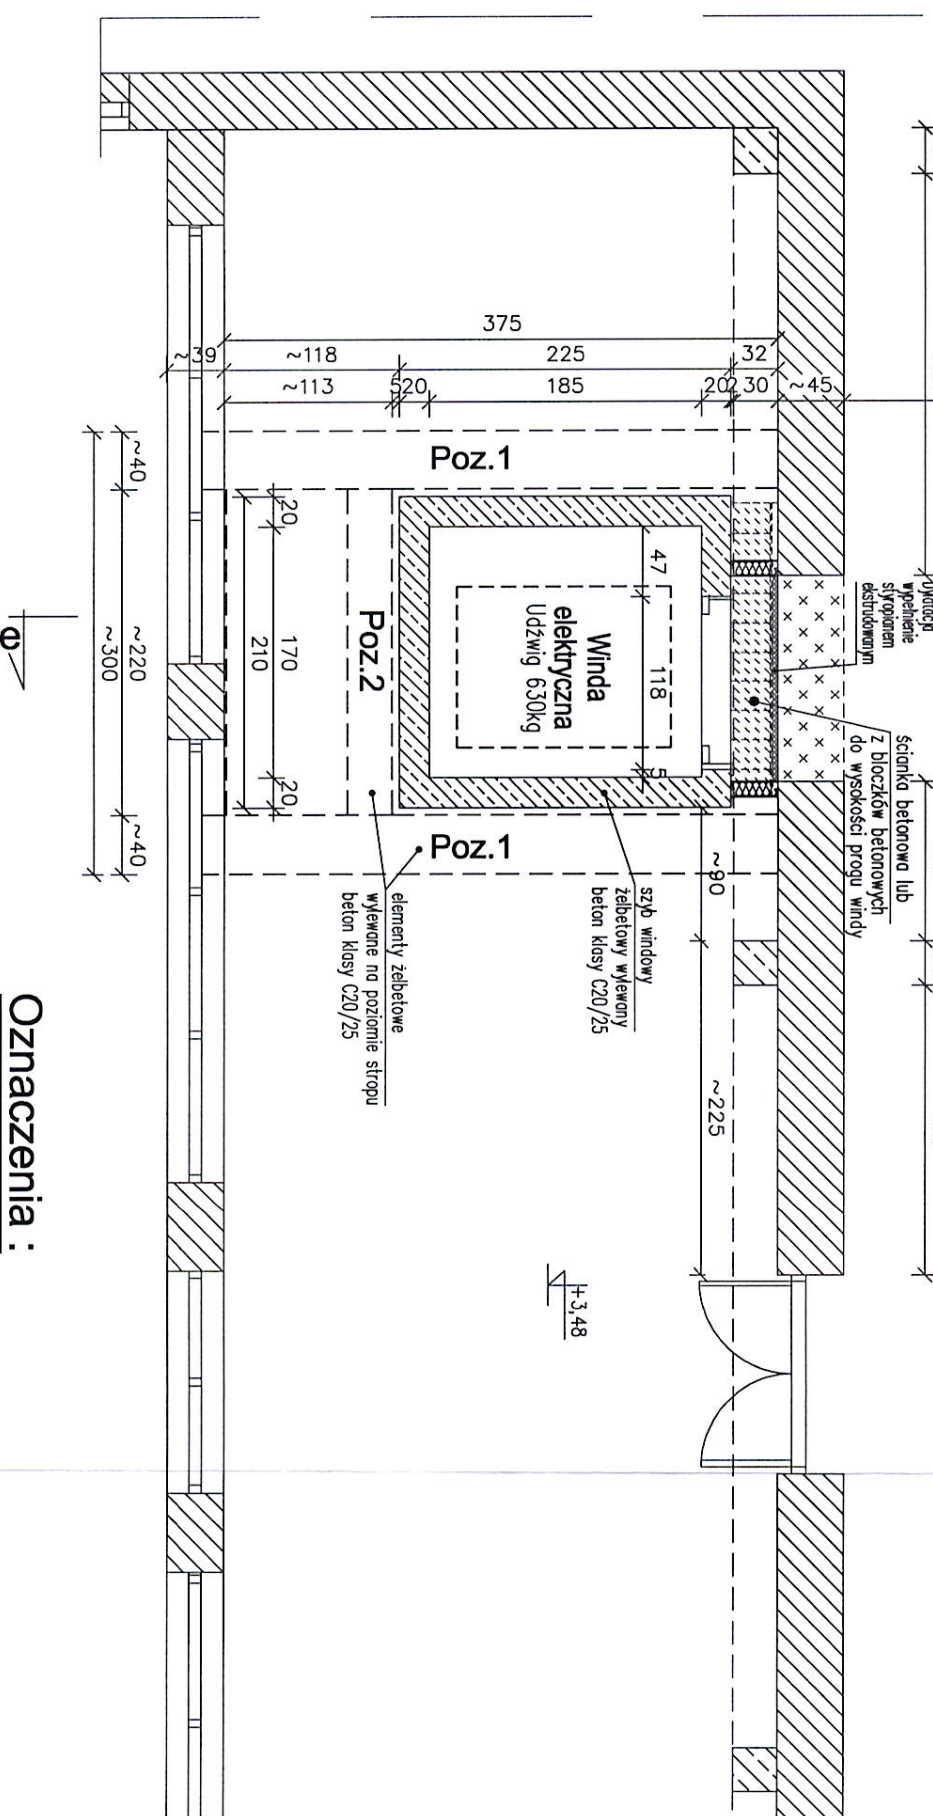 375
~39
~118
225
32
~113
5
20
185
20
2
30
~45
Poz.1
~40
~220
~40
~300
20
170
20
210
Poz.2
47
118
5
Winda
elektryczna
Udźwig 630kg
wypełnienie
styropianem
ekstrudowanym
ścianka betonowa lub
z bloczków betonowych
do wysokości progu windy
Poz.1
~90
szyb windowy
żelbetowy wylewany
beton klasy C20/25
elementy żelbetowe
wylewane na poziomie stropu
beton klasy C20/25
~225
+3,48
Oznaczenia :